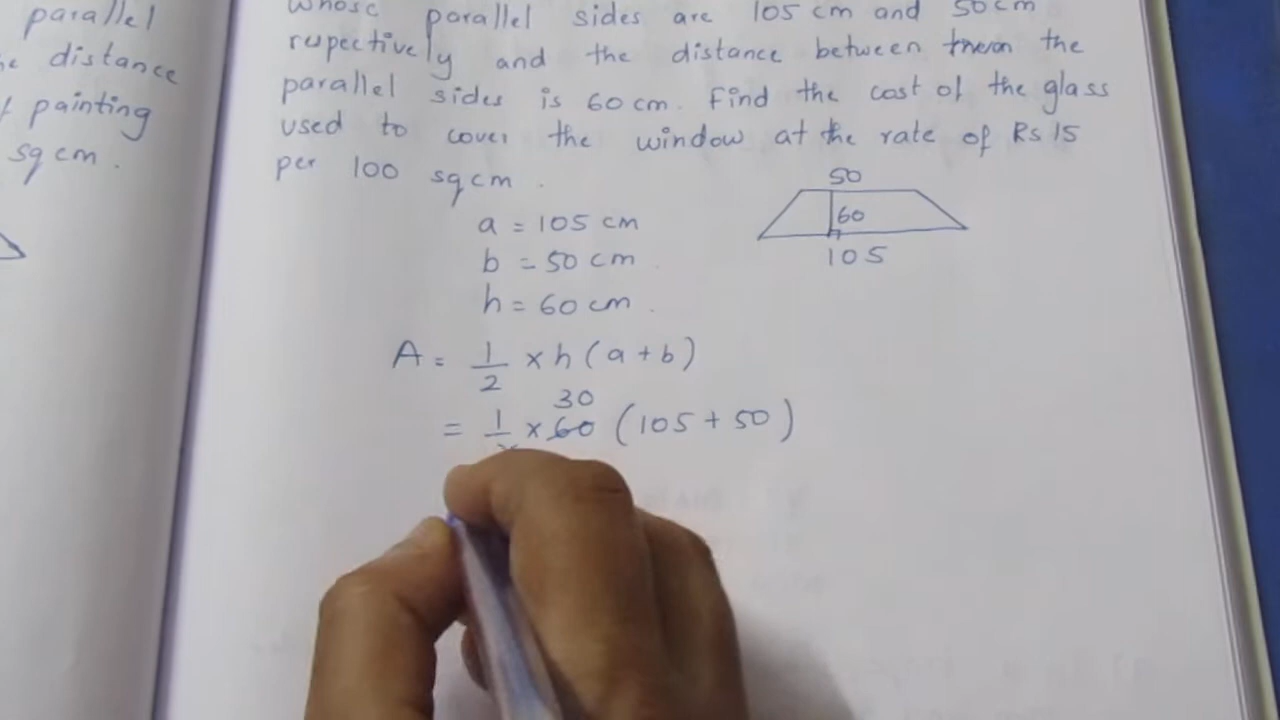 parallel
distance
painting
sq cm.
whose parallel sides are 105 cm and 50 cm
rspectively and the distance between the
parallel sides is 60 cm. Find the cost of the glass
used to cover the window at the rate of Rs 15
per 100 sq cm.
50
60
105
a = 105 cm
b = 50 cm
h = 60 cm.
A = 1/2 × h (a + b)
30
= 1/2 × 60 (105 + 50)